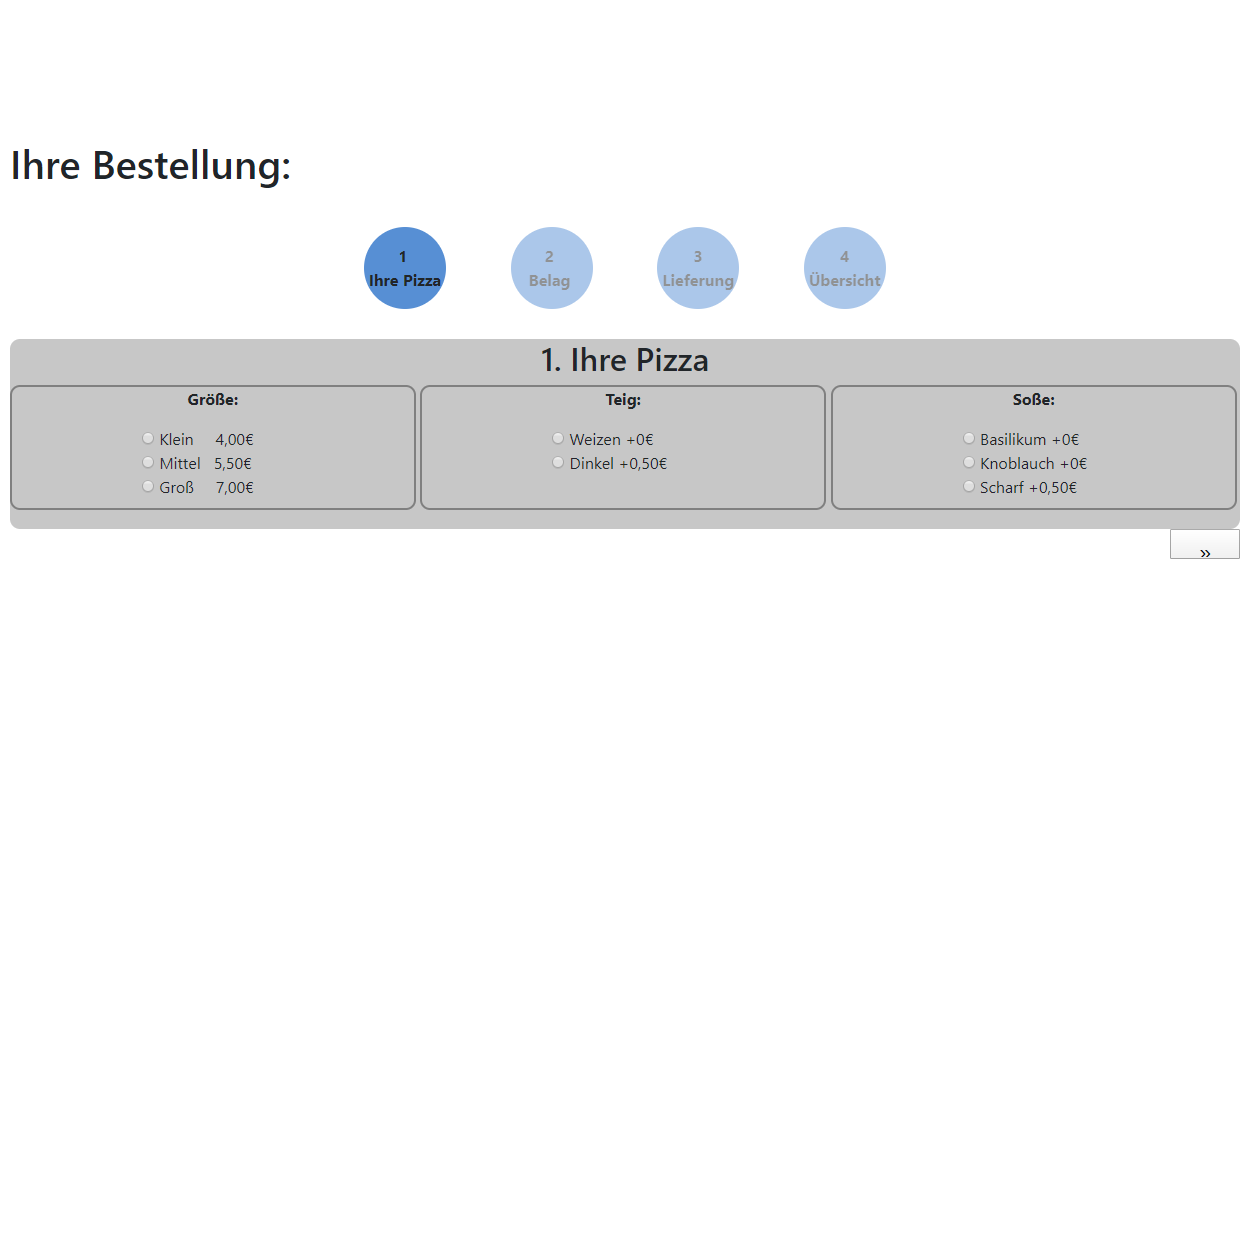 Ihre Bestellung:
1
Ihre Pizza
2
Belag
3
Lieferung
4
Übersicht
1. Ihre Pizza
Größe:
Klein 4,00€
Mittel 5,50€
Groß 7,00€
Teig:
Weizen +0€
Dinkel +0,50€
Soße:
Basilikum +0€
Knoblauch +0€
Scharf +0,50€
»